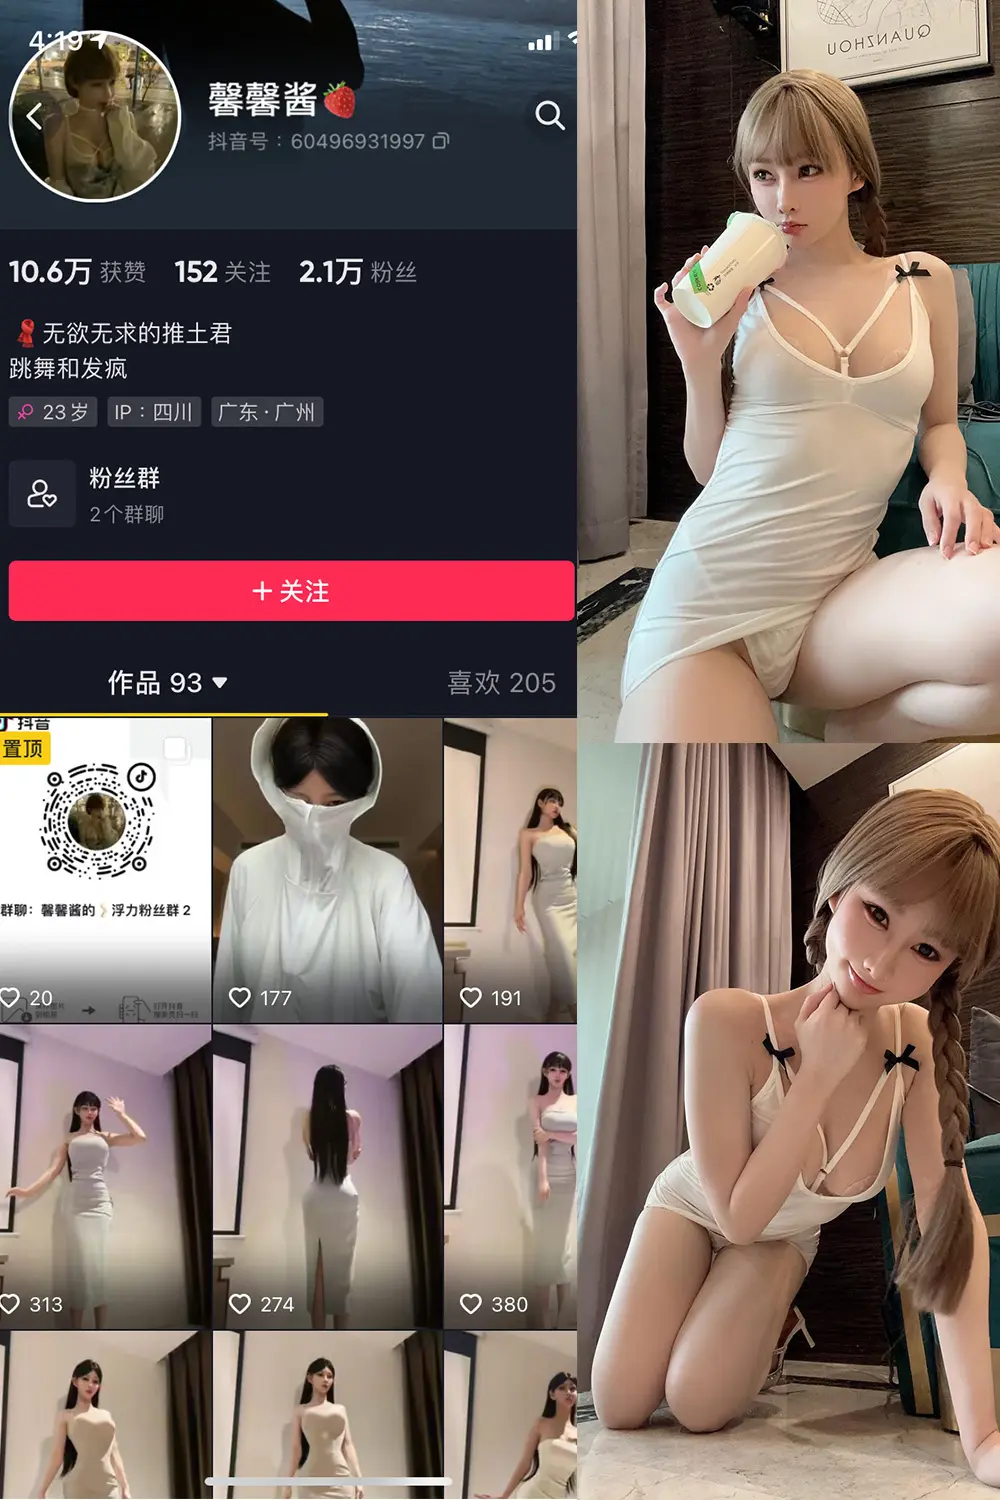 4:19
馨馨酱🍓
抖音号：60496931997
10.6万 获赞 152 关注 2.1万 粉丝
无欲无求的推土君
跳舞和发疯
23岁 IP：四川 广东·广州
粉丝群
2个群聊
+ 关注
作品 93 喜欢 205
抖音
置顶
群聊：馨馨酱的 浮力粉丝群 2
20 177 191
313 274 380
QUANZHOU